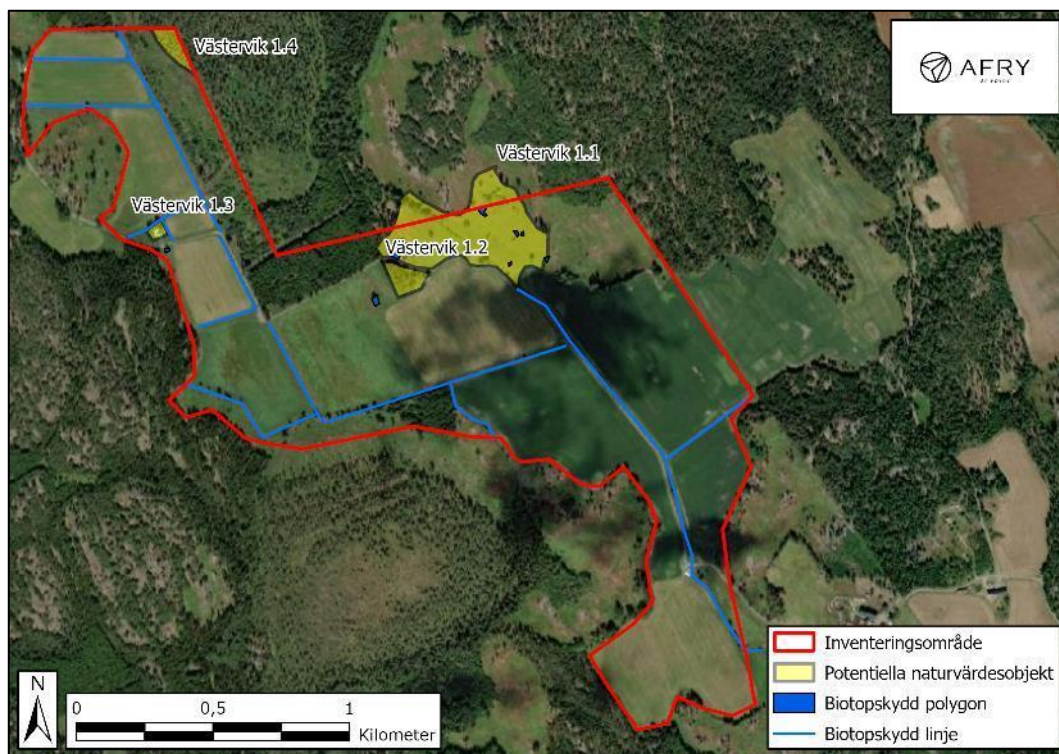 Västervik 1.4
AFRY
Västervik 1.1
Västervik 1.3
Västervik 1.2
N
0 0,5 1
Kilometer
Inventeringsområde
Potentiella naturvärdesobjekt
Biotopskydd polygon
Biotopskydd linje